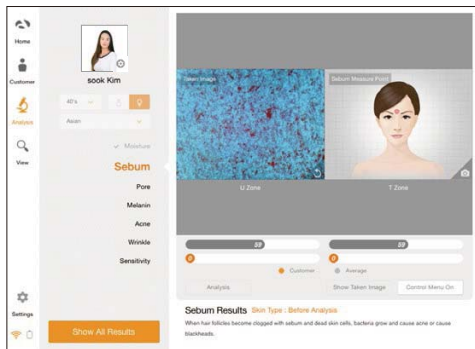 Home
Customer
Analysis
View
Settings
sook Kim
40's
Asian
Moisture
Sebum
Pore
Melanin
Acne
Wrinkle
Sensitivity
Show All Results
Taken Image
Sebum Measure Point
U Zone
T Zone
59
59
0
0
Customer
Average
Analysis
Show Taken Image
Control Menu On
Sebum Results Skin Type : Before Analysis
When hair follicles become clogged with sebum and dead skin cells, bacteria grow and cause acne or cause
blackheads.